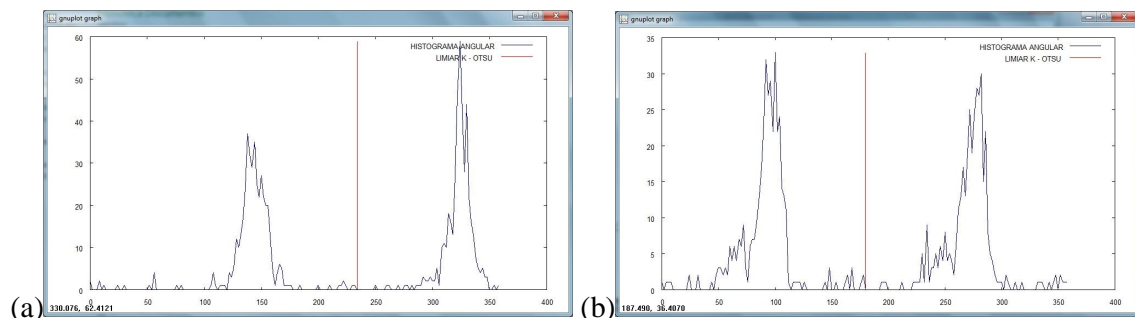 gnuplot graph
60
50
40
30
20
10
0
HISTOGRAMA ANGULAR
LIMIAR K - OTSU
0 50 100 150 200 250 300 350 400
330.076, 62.4121
(a)
gnuplot graph
35
30
25
20
15
10
5
0
HISTOGRAMA ANGULAR
LIMIAR K - OTSU
0 50 100 150 200 250 300 350 400
187.490, 36.4070
(b)